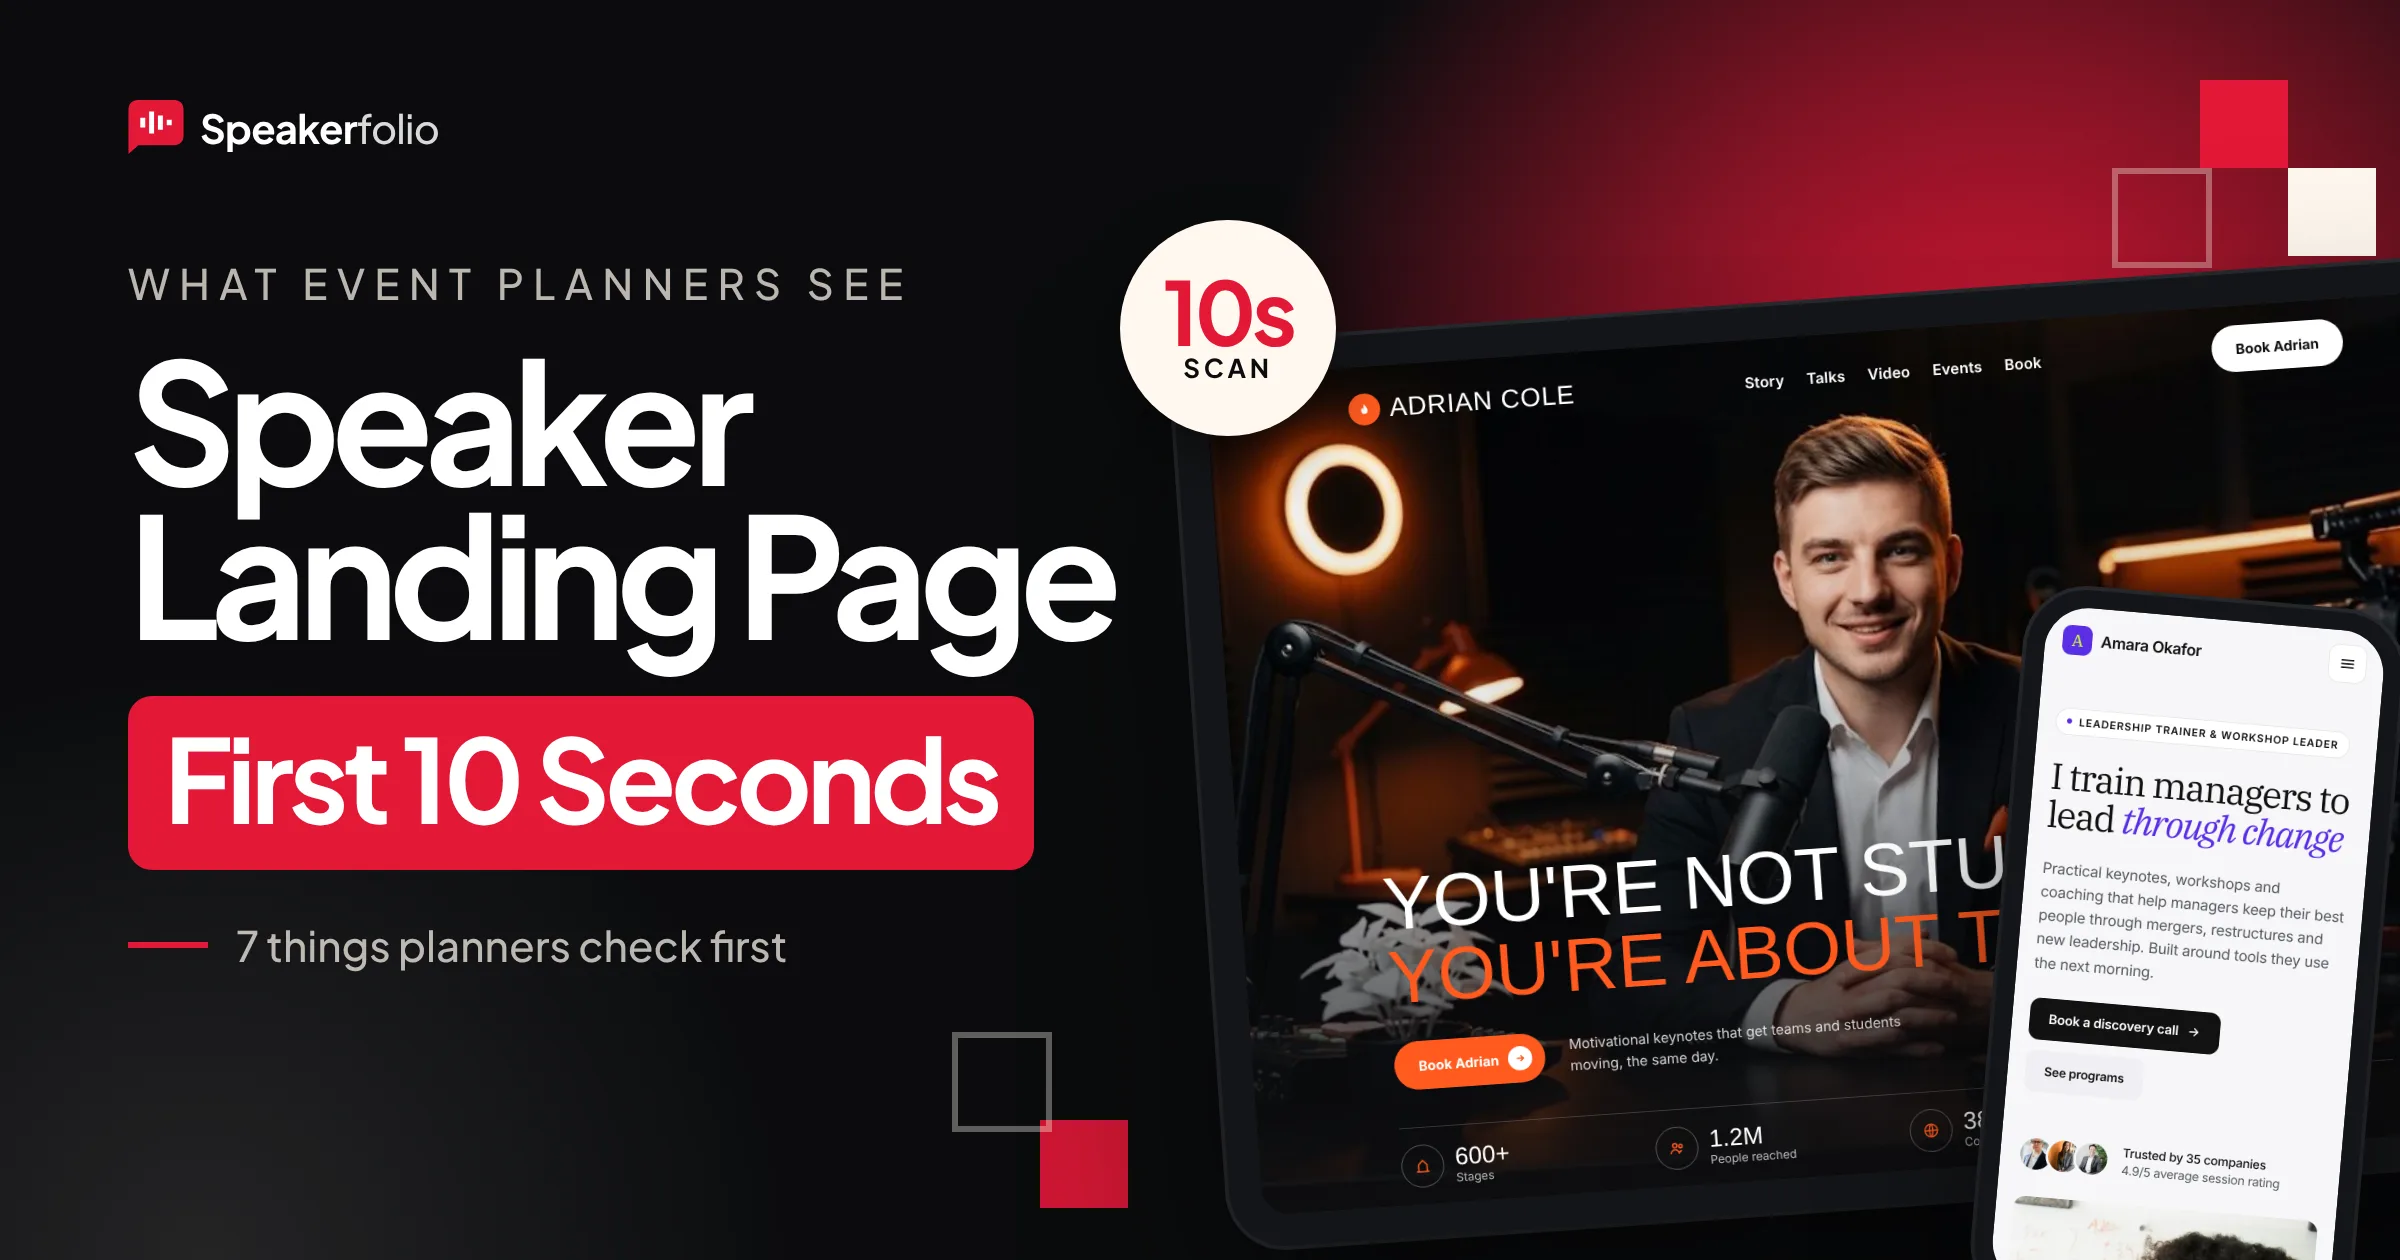 Speakerfolio
WHAT EVENT PLANNERS SEE
Speaker
Landing Page
First 10 Seconds
7 things planners check first
10s
SCAN
ADRIAN COLE
Story Talks Video Events Book
Book Adrian
YOU'RE NOT STU
YOU'RE ABOUT T
Book Adrian
Motivational keynotes that get teams and students
moving, the same day.
600+
Stages
1.2M
People reached
38
Co
A
Amara Okafor
LEADERSHIP TRAINER & WORKSHOP LEADER
I train managers to
lead through change
Practical keynotes, workshops and
coaching that help managers keep their best
people through mergers, restructures and
new leadership. Built around tools they use
the next morning.
Book a discovery call
See programs
Trusted by 35 companies
4.9/5 average session rating